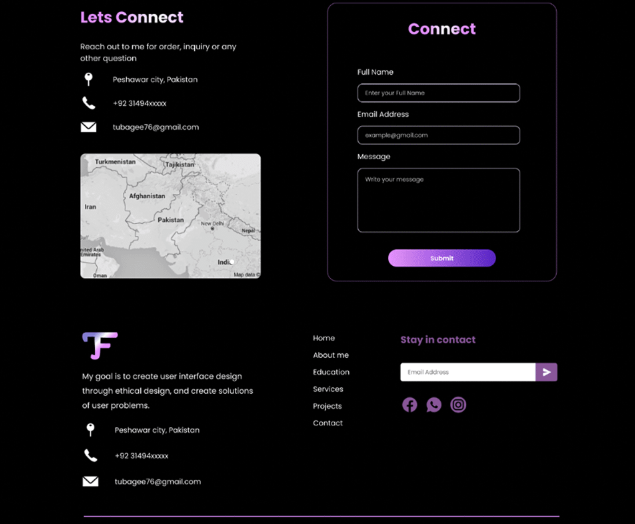 Lets Connect
Reach out to me for order, inquiry or any
other question
Peshawar city, Pakistan
+92 31494xxxxx
tubagee76@gmail.com
Turkmenistan
Tajikistan
Afghanistan
Iran
Pakistan
New Delhi
Nepal
nited Arab
Emirates
Oman
Indi
Map data ©
Connect
Full Name
Enter your Full Name
Email Address
example@gmail.com
Message
Write your message
Submit
TF
My goal is to create user interface design
through ethical design, and create solutions
of user problems.
Peshawar city, Pakistan
+92 31494xxxxx
tubagee76@gmail.com
Home
About me
Education
Services
Projects
Contact
Stay in contact
Email Address